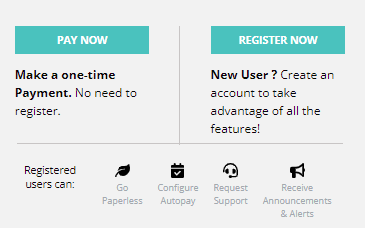 PAY NOW
Make a one-time
Payment. No need to
register.
REGISTER NOW
New User ? Create an
account to take
advantage of all the
features!
Registered
users can:
Go
Paperless
Configure
Autopay
Request
Support
Receive
Announcements
& Alerts